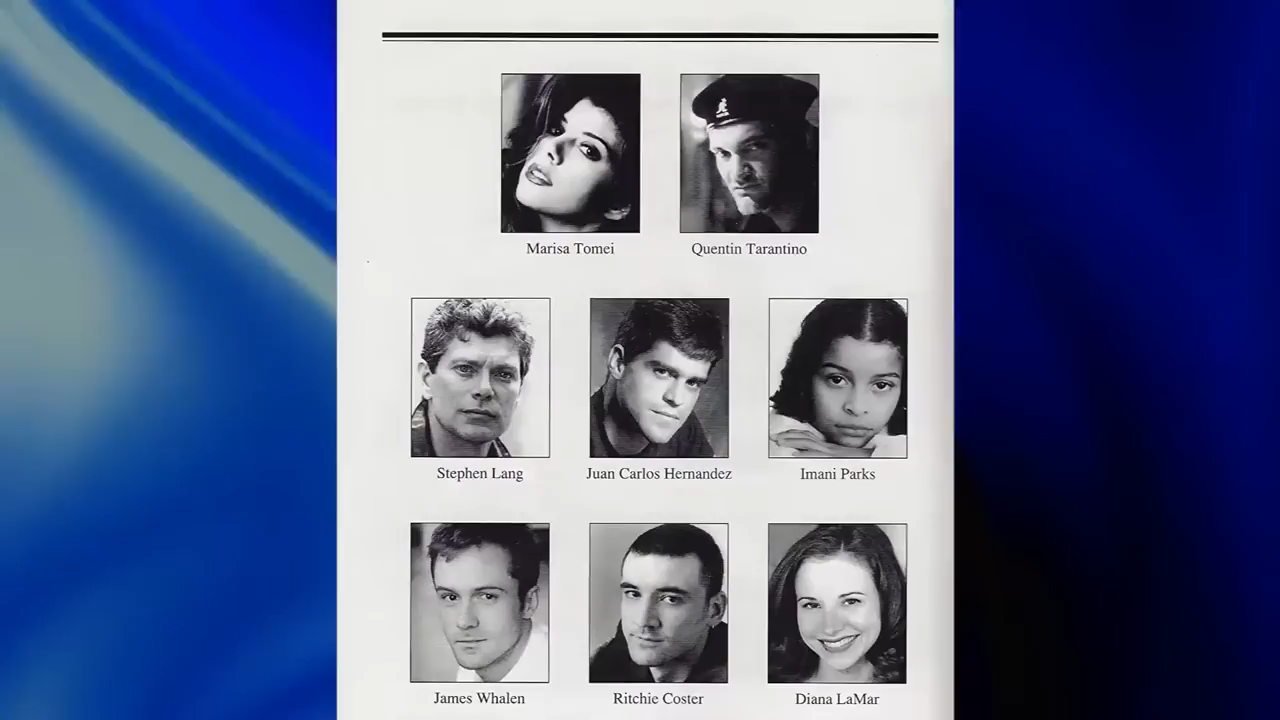 Marisa Tomei
Quentin Tarantino
Stephen Lang
Juan Carlos Hernandez
Imani Parks
James Whalen
Ritchie Coster
Diana LaMar